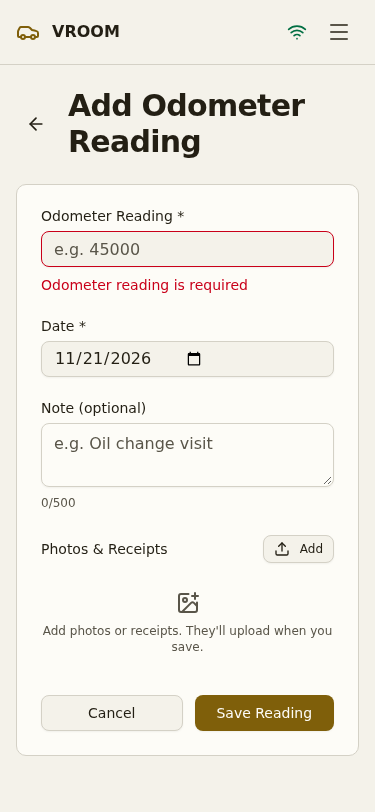 VROOM
Add Odometer
Reading
Odometer Reading *
e.g. 45000
Odometer reading is required
Date *
11/21/2026
Note (optional)
e.g. Oil change visit
0/500
Photos & Receipts
Add
Add photos or receipts. They'll upload when you
save.
Cancel
Save Reading